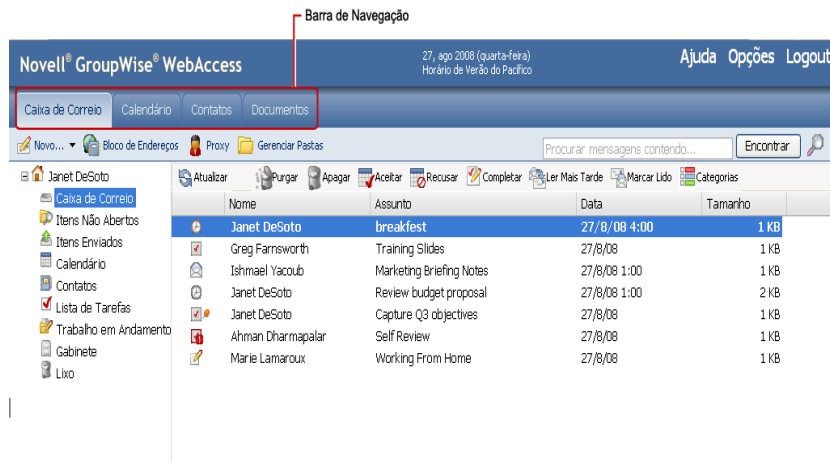 Barra de Navegação
Novell® GroupWise® WebAccess
27, ago 2008 (quarta-feira)
Horário de Verão do Pacífico
Ajuda Opções Logout
Caixa de Correio Calendário Contatos Documentos
Novo... Bloco de Endereços Proxy Gerenciar Pastas Procurar mensagens contendo... Encontrar
Janet DeSoto
Caixa de Correio
Itens Não Abertos
Itens Enviados
Calendário
Contatos
Lista de Tarefas
Trabalho em Andamento
Gabinete
Lixo
Atualizar Purgar Apagar Aceitar Recusar Completar Ler Mais Tarde Marcar Lido Categorias
Nome Assunto Data Tamanho
Janet DeSoto breakfest 27/8/08 4:00 1 KB
Greg Farnsworth Training Slides 27/8/08 1 KB
Ishmael Yacoub Marketing Briefing Notes 27/8/08 1:00 1 KB
Janet DeSoto Review budget proposal 27/8/08 1:00 2 KB
Janet DeSoto Capture Q3 objectives 27/8/08 1 KB
Ahman Dharmapalar Self Review 27/8/08 1 KB
Marie Lamaroux Working From Home 27/8/08 1 KB